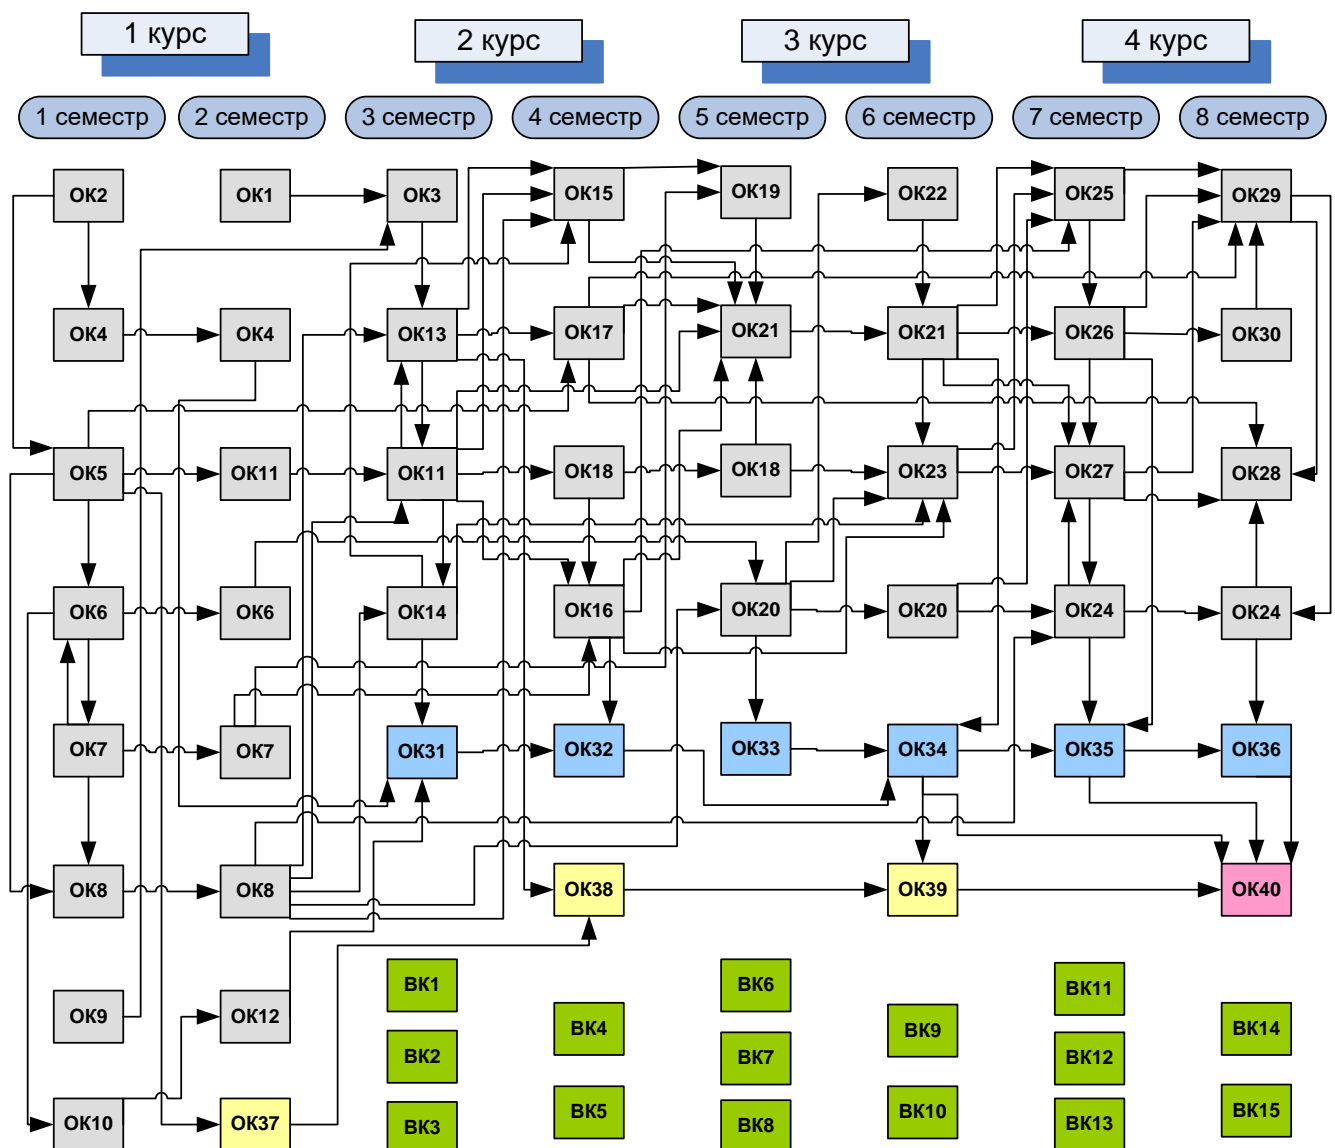 1 курс 2 курс 3 курс 4 курс
1 семестр 2 семестр 3 семестр 4 семестр 5 семестр 6 семестр 7 семестр 8 семестр
ОК2 ОК1 ОК3 ОК15 ОК19 ОК22 ОК25 ОК29
ОК4 ОК4 ОК13 ОК17 ОК21 ОК21 ОК26 ОК30
ОК5 ОК11 ОК11 ОК18 ОК18 ОК23 ОК27 ОК28
ОК6 ОК6 ОК14 ОК16 ОК20 ОК20 ОК24 ОК24
ОК7 ОК7 ОК31 ОК32 ОК33 ОК34 ОК35 ОК36
ОК8 ОК8 ОК38 ОК39 ОК40
ВК1 ВК6 ВК11
ОК9 ОК12 ВК4 ВК9 ВК14
ВК2 ВК7 ВК12
ОК10 ОК37 ВК3 ВК5 ВК8 ВК10 ВК13 ВК15